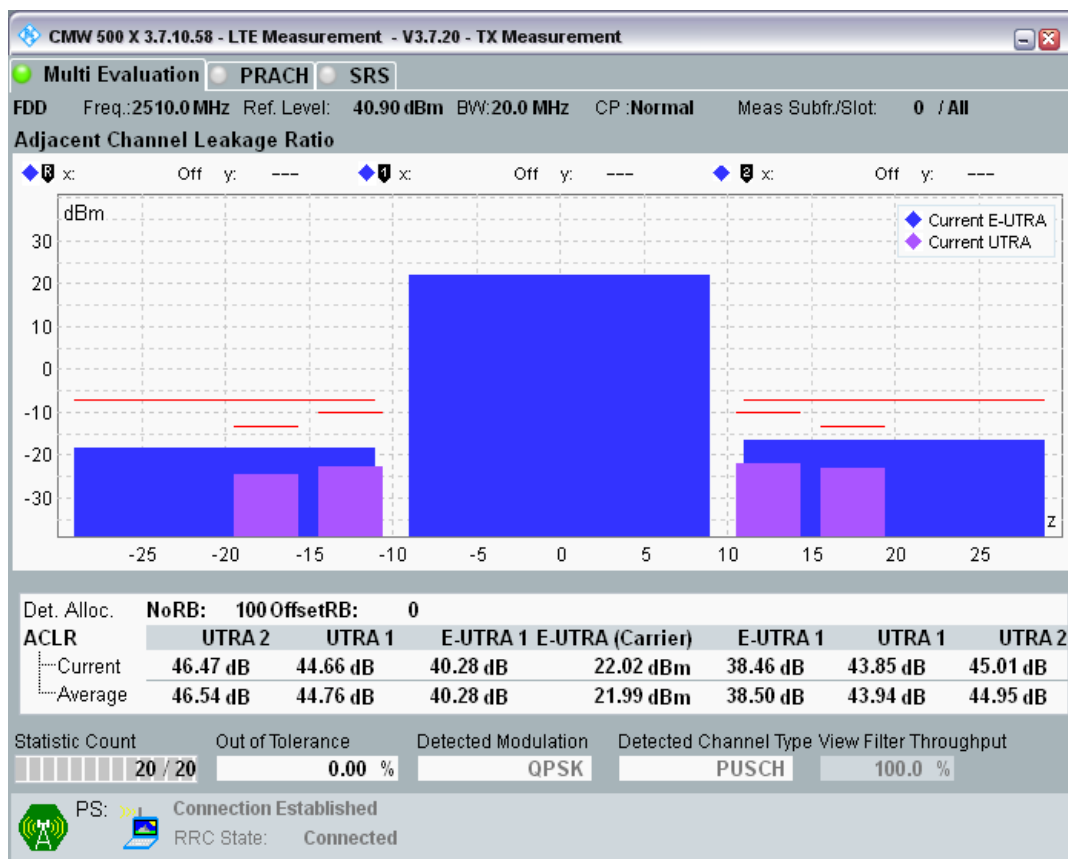 CMW 500 X 3.7.10.58 - LTE Measurement - V3.7.20 - TX Measurement
Multi Evaluation PRACH SRS
FDD Freq.:2510.0 MHz Ref. Level: 40.90 dBm BW:20.0 MHz CP :Normal Meas Subfr./Slot: 0 / All
Adjacent Channel Leakage Ratio
R x: Off y: --- 1 x: Off y: --- 2 x: Off y: ---
dBm
Current E-UTRA
Current UTRA
30
20
10
0
-10
-20
-30
z
-25 -20 -15 -10 -5 0 5 10 15 20 25
Det. Alloc. NoRB: 100 OffsetRB: 0
ACLR UTRA 2 UTRA 1 E-UTRA 1 E-UTRA (Carrier) E-UTRA 1 UTRA 1 UTRA 2
Current 46.47 dB 44.66 dB 40.28 dB 22.02 dBm 38.46 dB 43.85 dB 45.01 dB
Average 46.54 dB 44.76 dB 40.28 dB 21.99 dBm 38.50 dB 43.94 dB 44.95 dB
Statistic Count Out of Tolerance Detected Modulation Detected Channel Type View Filter Throughput
20 / 20 0.00 % QPSK PUSCH 100.0 %
PS: Connection Established
RRC State: Connected